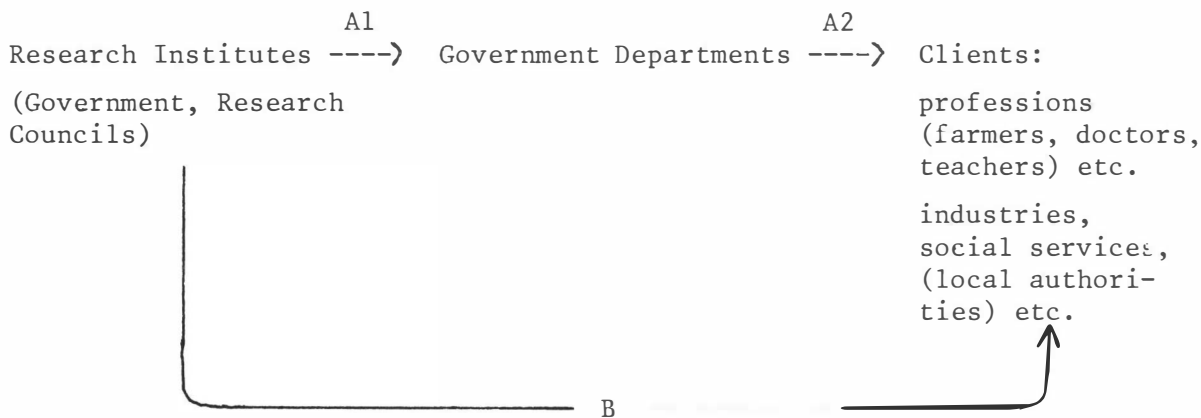 A1 A2
Research Institutes ----> Government Departments ----> Clients:
(Government, Research
Councils)
professions
(farmers, doctors,
teachers) etc.
industries,
social services,
(local authori-
ties) etc.
B